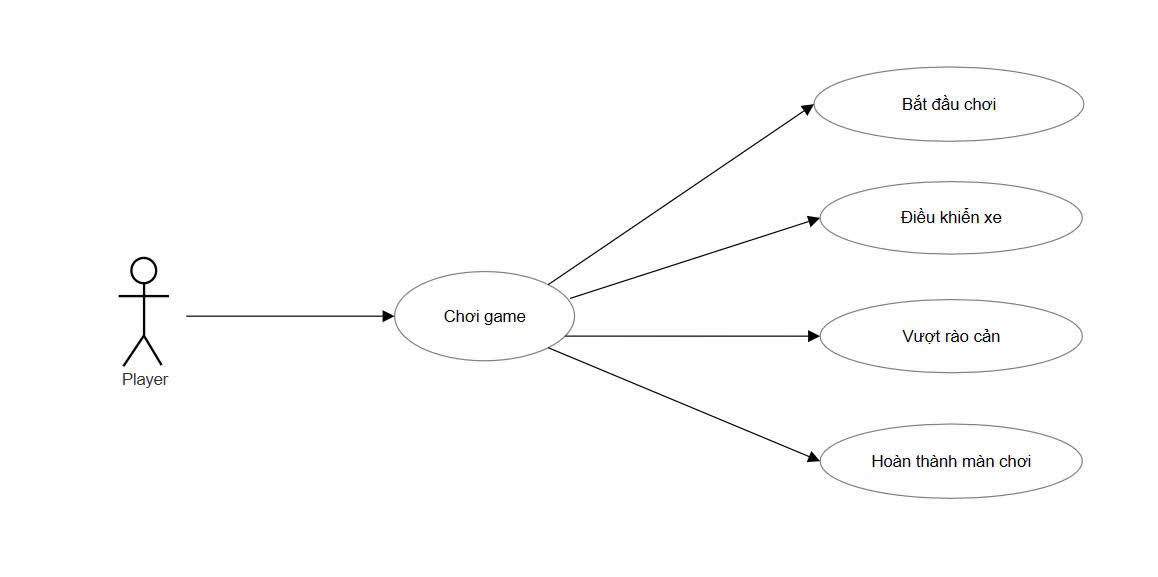 Bắt đầu chơi
Điều khiển xe
Chơi game
Vượt rào cản
Player
Hoàn thành màn chơi